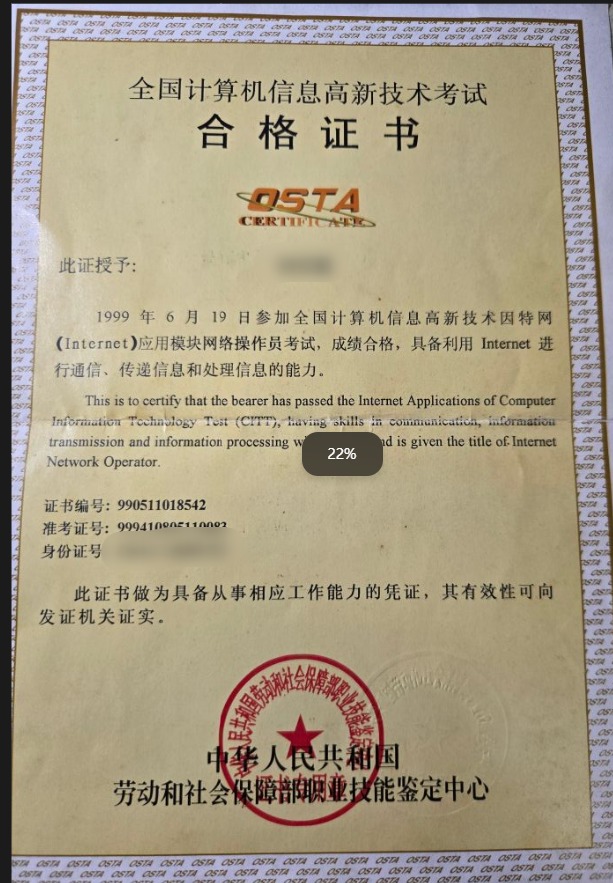 全国计算机信息高新技术考试
合格证书
OSTA
CERTIFICATE
此证授予:
1999 年 6 月 19 日参加全国计算机信息高新技术因特网
(Internet)应用模块网络操作员考试，成绩合格，具备利用 Internet 进
行通信、传递信息和处理信息的能力。
This is to certify that the bearer has passed the Internet Applications of Computer
Information Technology Test (CITT), having skills in communication, information
transmission and information processing nd is given the title of Internet
22%
Network Operator.
证书编号: 990511018542
准考证号: 999410805110083
身份证号
此证书做为具备从事相应工作能力的凭证，其有效性可向
发证机关证实。
中华人民共和国
劳动和社会保障部职业技能鉴定中心
证书专用章